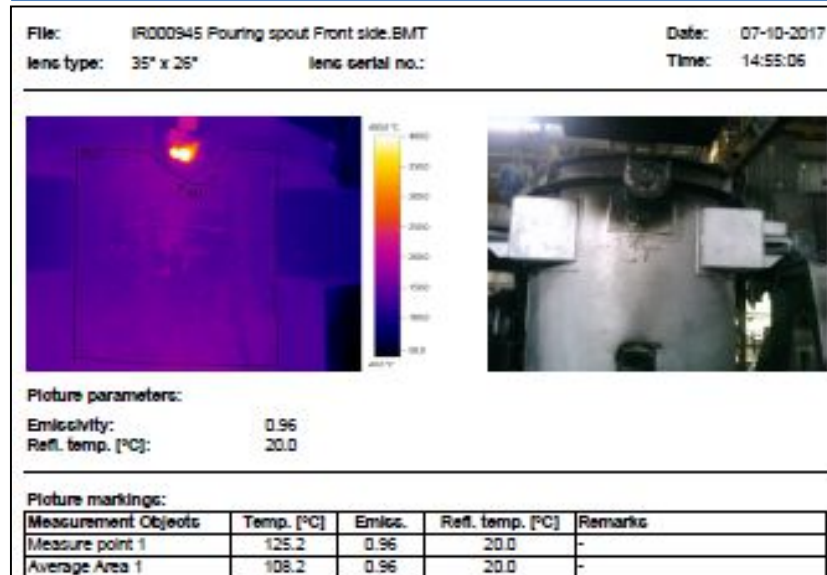 File: IR000945 Pouring spout Front side.BMT Date: 07-10-2017
lens type: 35° x 26° lens serial no.: Time: 14:55:06
Picture parameters:
Emissivity: 0.96
Refl. temp. [°C]: 20.0
Picture markings:
Measurement Objects Temp. [°C] Emiss. Refl. temp. [°C] Remarks
Measure point 1 125.2 0.96 20.0 -
Average Area 1 108.2 0.96 20.0 -